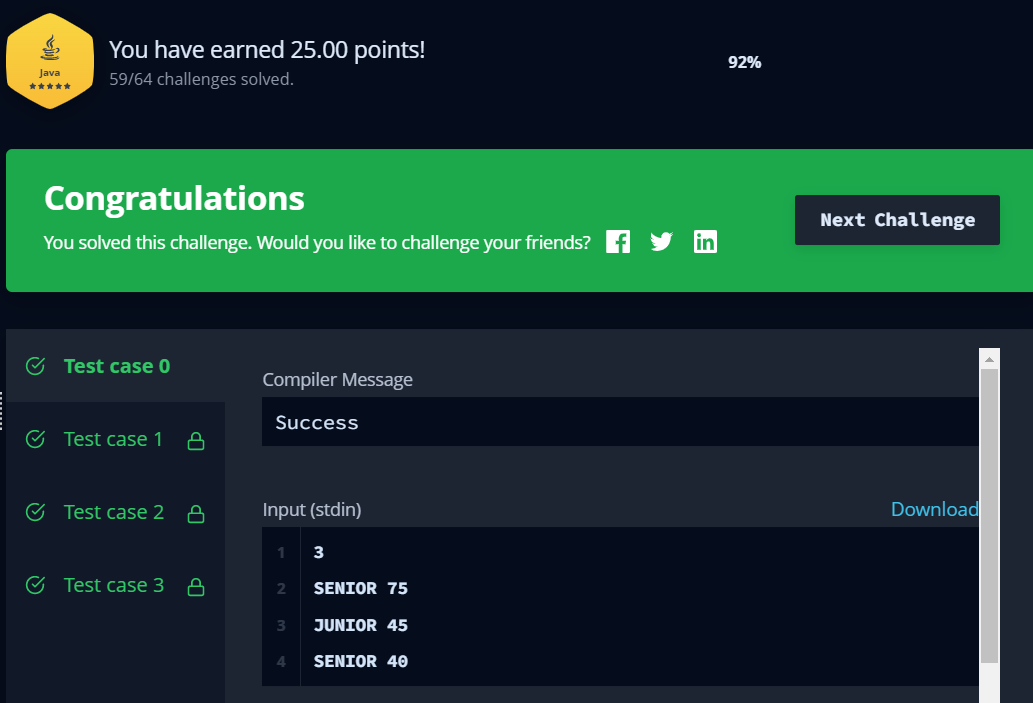 Java
You have earned 25.00 points!
59/64 challenges solved.
92%
Congratulations
You solved this challenge. Would you like to challenge your friends?
Next Challenge
Test case 0
Test case 1
Test case 2
Test case 3
Compiler Message
Success
Input (stdin)
Download
1 3
2 SENIOR 75
3 JUNIOR 45
4 SENIOR 40